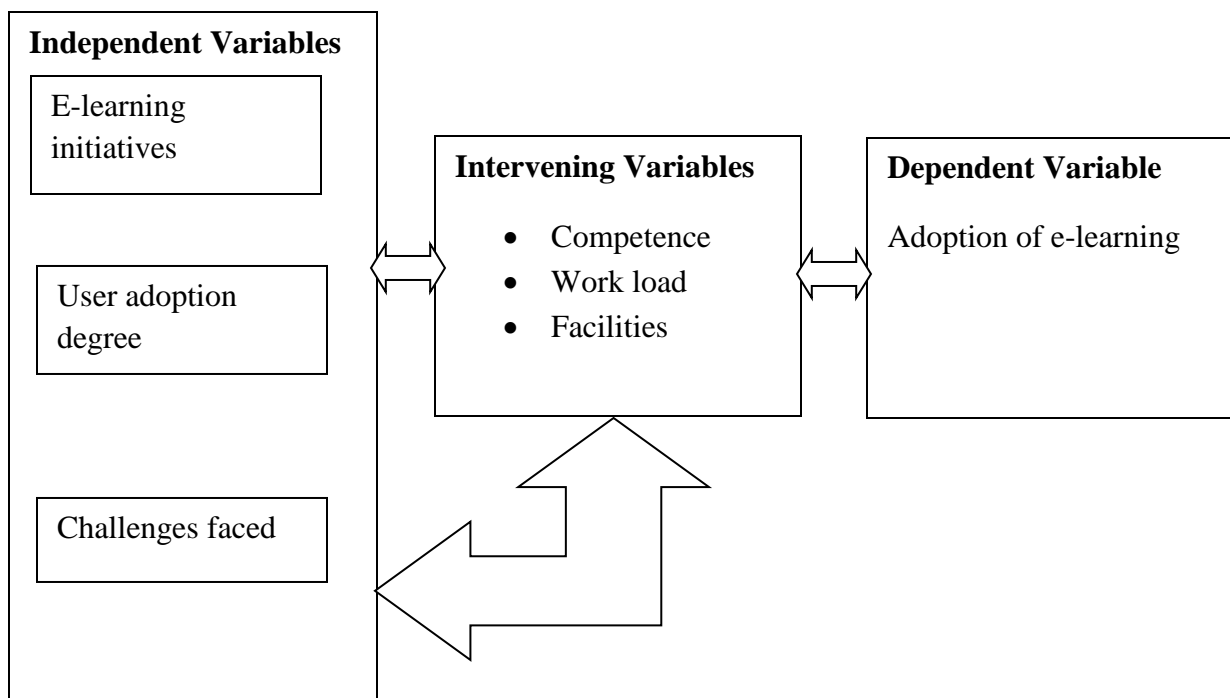 Independent Variables
E-learning
initiatives
User adoption
degree
Challenges faced
Intervening Variables
• Competence
• Work load
• Facilities
Dependent Variable
Adoption of e-learning